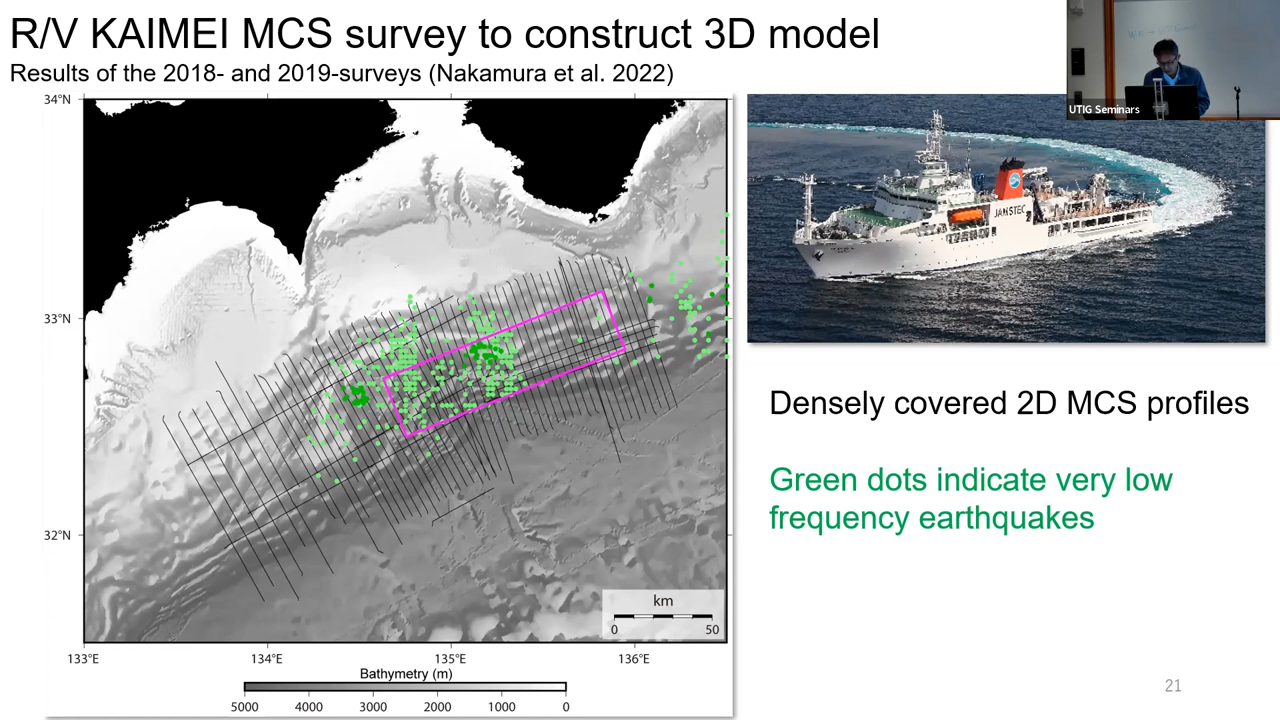 R/V KAIMEI MCS survey to construct 3D model
Results of the 2018- and 2019-surveys (Nakamura et al. 2022)
UTIG Seminars
34°N
33°N
32°N
133°E
134°E
135°E
136°E
km
0
50
Bathymetry (m)
5000
4000
3000
2000
1000
0
JAMSTEC
Densely covered 2D MCS profiles
Green dots indicate very low
frequency earthquakes
21